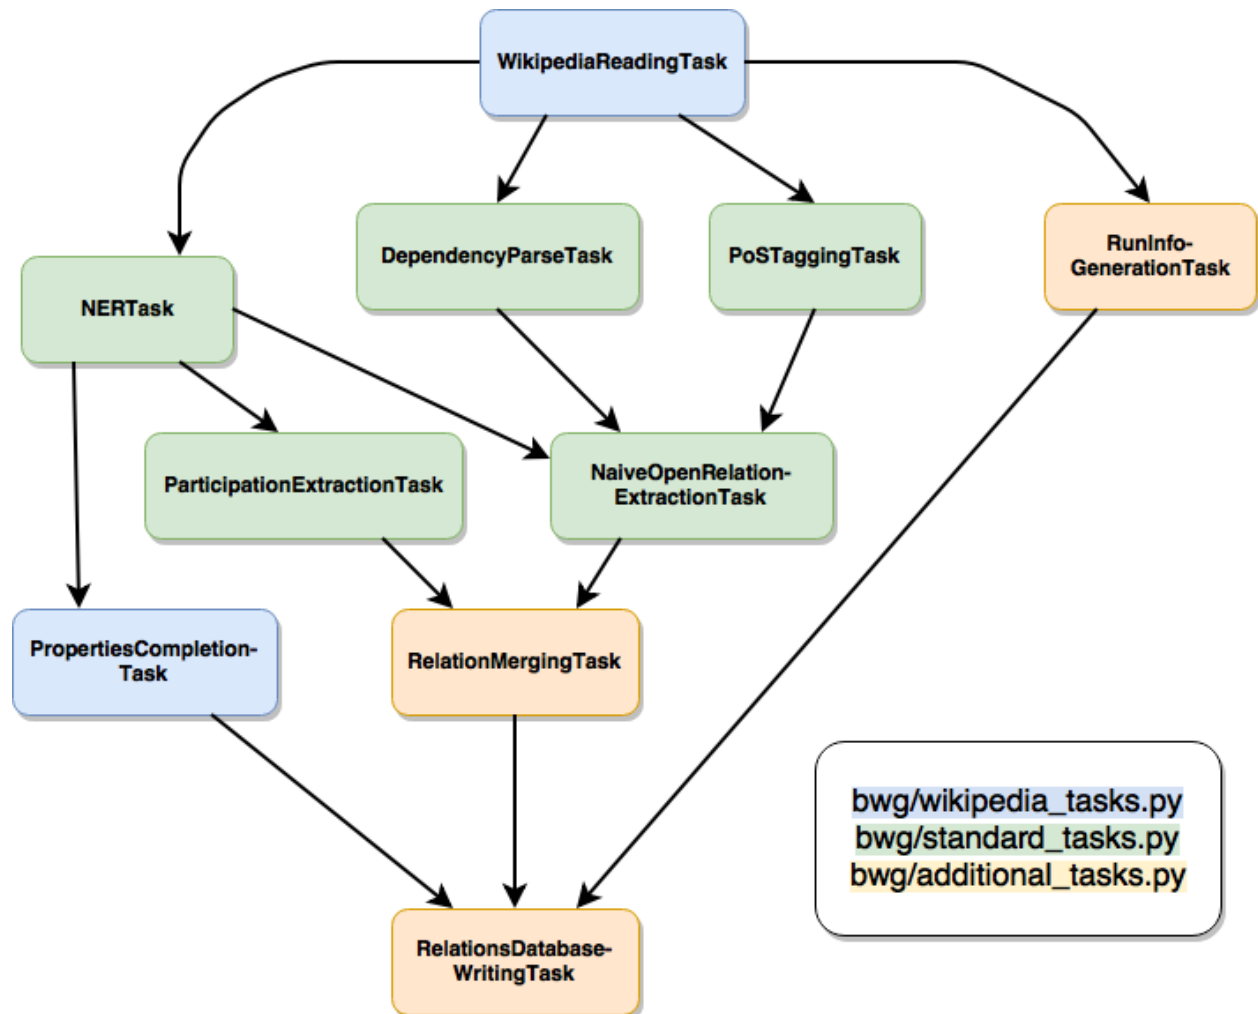 WikipediaReadingTask
DependencyParseTask
PoSTaggingTask
RunInfo-
GenerationTask
NERTask
ParticipationExtractionTask
NaiveOpenRelation-
ExtractionTask
PropertiesCompletion-
Task
RelationMergingTask
bwg/wikipedia_tasks.py
bwg/standard_tasks.py
bwg/additional_tasks.py
RelationsDatabase-
WritingTask